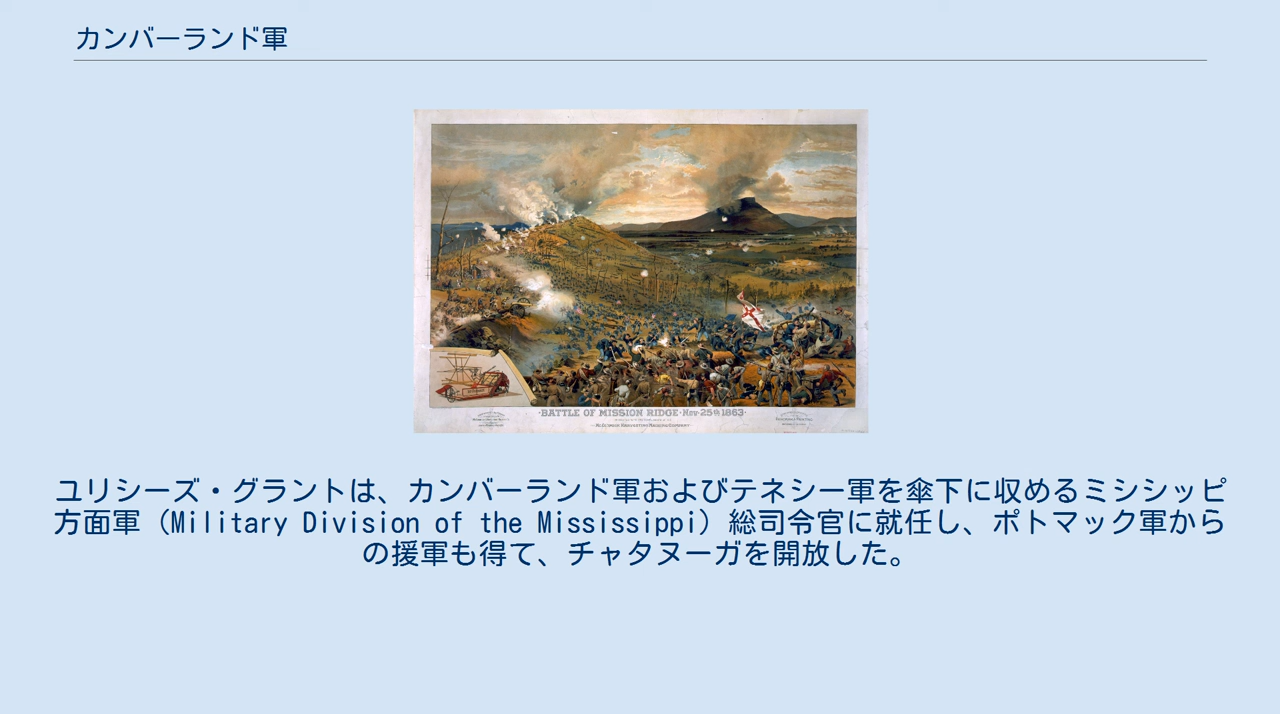 カンバーランド軍
·BATTLE OF MISSION RIDGE·Nov. 25th 1863·
ユリシーズ・グラントは、カンバーランド軍およびテネシー軍を傘下に収めるミシシッピ
方面軍（Military Division of the Mississippi）総司令官に就任し、ポトマック軍から
の援軍も得て、チャタヌーガを開放した。